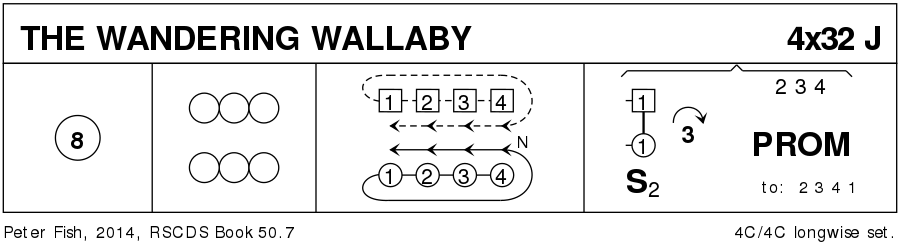 THE WANDERING WALLABY 4x32 J
8
1 2 3 4
N
1 2 3 4
1
1
3
S2
2 3 4
PROM
to: 2 3 4 1
Peter Fish, 2014, RSCDS Book 50.7
4C/4C longwise set.